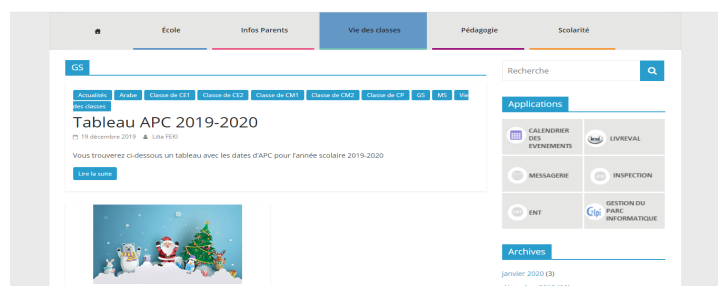 École Infos Parents Vie des classes Pédagogie Scolarité
GS
Actualités Arabe Classe de CE1 Classe de CE2 Classe de CM1 Classe de CM2 Classe de CP GS MS Vie
des classes
Tableau APC 2019-2020
19 décembre 2019 Lilia FEKI
Vous trouverez ci-dessous un tableau avec les dates d'APC pour l'année scolaire 2019-2020
Lire la suite
Recherche
Applications
CALENDRIER
DES
EVENEMENTS
LIVREVAL
MESSAGERIE
INSPECTION
ENT
GESTION DU
PARC
INFORMATIQUE
Archives
janvier 2020 (3)